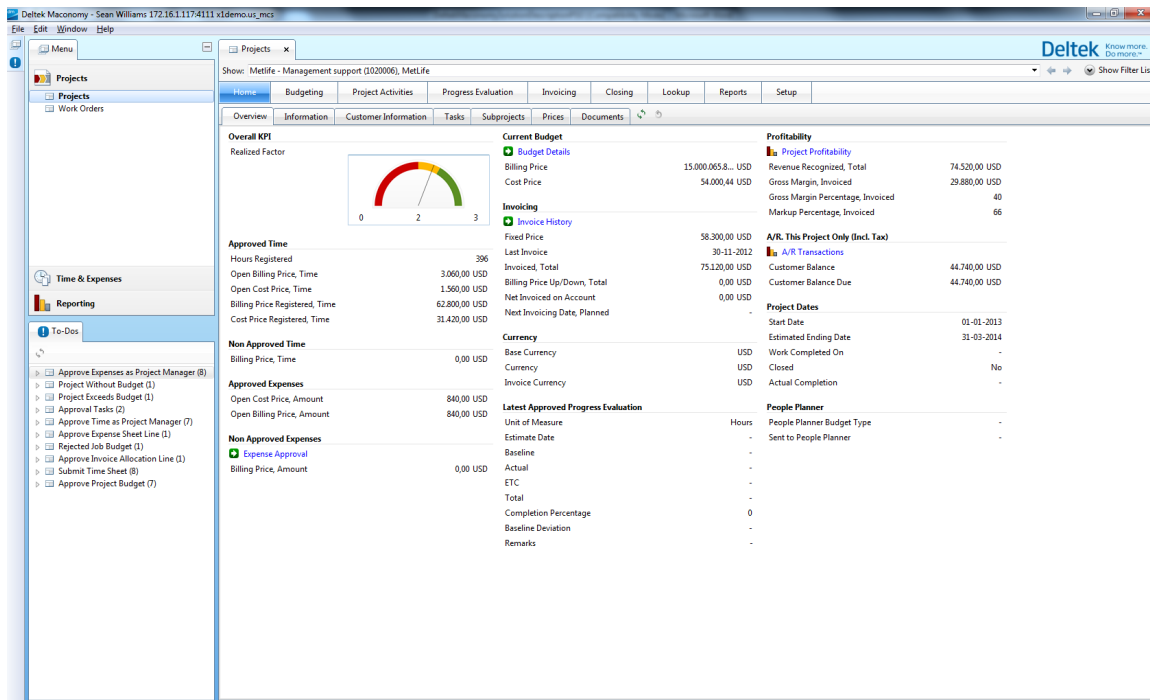 Deltek Maconomy - Sean Williams 172.16.1.117:4111 x1demo.us_mcs
File Edit Window Help
Menu
Projects
Projects
Work Orders
Time & Expenses
Reporting
To-Dos
Approve Expenses as Project Manager (8)
Project Without Budget (1)
Project Exceeds Budget (1)
Approval Tasks (2)
Approve Time as Project Manager (7)
Approve Expense Sheet Line (1)
Rejected Job Budget (1)
Approve Invoice Allocation Line (1)
Submit Time Sheet (8)
Approve Project Budget (7)
Projects
Deltek Know more. Do more.™
Show: Metlife - Management support (1020006), MetLife
Show Filter Lis
Home Budgeting Project Activities Progress Evaluation Invoicing Closing Lookup Reports Setup
Overview Information Customer Information Tasks Subprojects Prices Documents
Overall KPI
Realized Factor
0 2 3
Approved Time
Hours Registered 396
Open Billing Price, Time 3.060,00 USD
Open Cost Price, Time 1.560,00 USD
Billing Price Registered, Time 62.800,00 USD
Cost Price Registered, Time 31.420,00 USD
Non Approved Time
Billing Price, Time 0,00 USD
Approved Expenses
Open Cost Price, Amount 840,00 USD
Open Billing Price, Amount 840,00 USD
Non Approved Expenses
Expense Approval
Billing Price, Amount 0,00 USD
Current Budget
Budget Details
Billing Price 15.000.065.8... USD
Cost Price 54.000,44 USD
Invoicing
Invoice History
Fixed Price 58.300,00 USD
Last Invoice 30-11-2012
Invoiced, Total 75.120,00 USD
Billing Price Up/Down, Total 0,00 USD
Net Invoiced on Account 0,00 USD
Next Invoicing Date, Planned -
Currency
Base Currency USD
Currency USD
Invoice Currency USD
Latest Approved Progress Evaluation
Unit of Measure Hours
Estimate Date -
Baseline -
Actual -
ETC -
Total -
Completion Percentage 0
Baseline Deviation -
Remarks -
Profitability
Project Profitability
Revenue Recognized, Total 74.520,00 USD
Gross Margin, Invoiced 29.880,00 USD
Gross Margin Percentage, Invoiced 40
Markup Percentage, Invoiced 66
A/R. This Project Only (Incl. Tax)
A/R Transactions
Customer Balance 44.740,00 USD
Customer Balance Due 44.740,00 USD
Project Dates
Start Date 01-01-2013
Estimated Ending Date 31-03-2014
Work Completed On -
Closed No
Actual Completion -
People Planner
People Planner Budget Type -
Sent to People Planner -